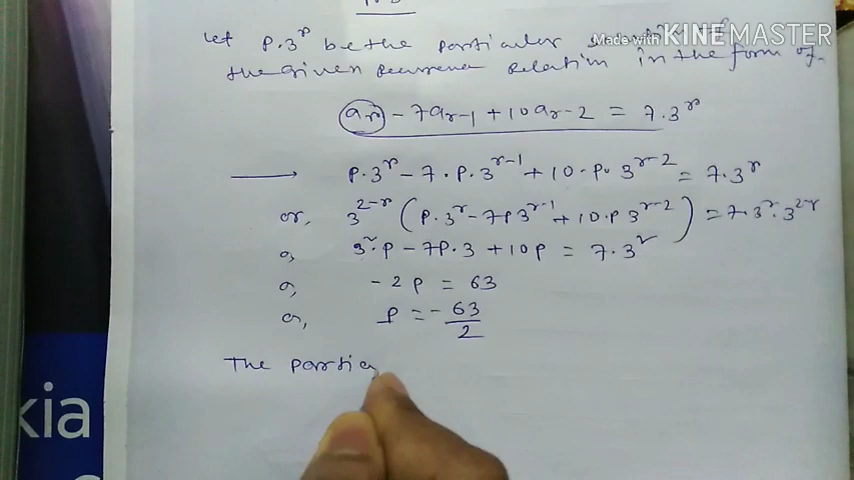 Let P.3^r be the particular
the given recurrence relation in the form of
Made with KINEMASTER
a_r - 7a_{r-1} + 10a_{r-2} = 7.3^r
→ P.3^r - 7.P.3^{r-1} + 10.P.3^{r-2} = 7.3^r
or, 3^{2-r} (P.3^r - 7P3^{r-1} + 10.P3^{r-2}) = 7.3^r.3^{2-r}
or, 3^2.P - 7P.3 + 10P = 7.3^2
or, -2P = 63
or, P = -63/2
The partic
kia